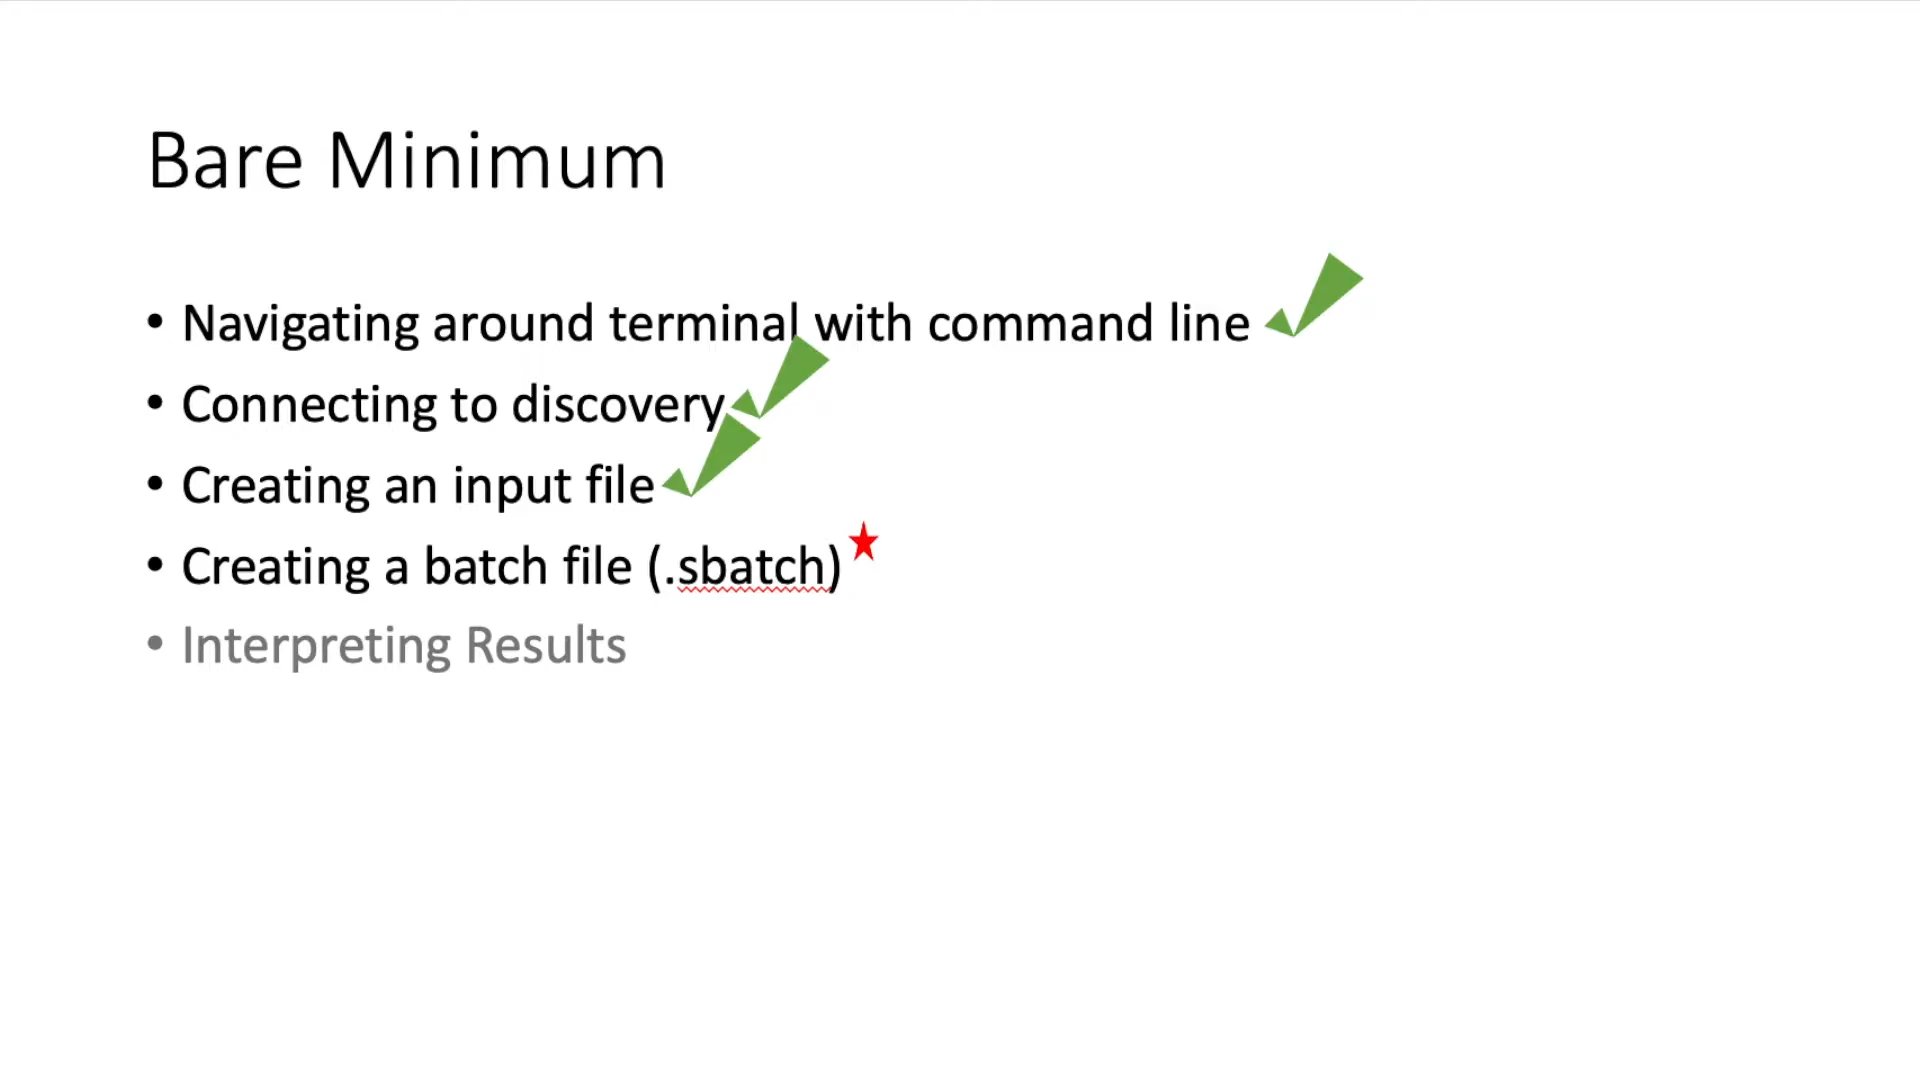 Bare Minimum
• Navigating around terminal with command line
• Connecting to discovery
• Creating an input file
• Creating a batch file (.sbatch)
• Interpreting Results